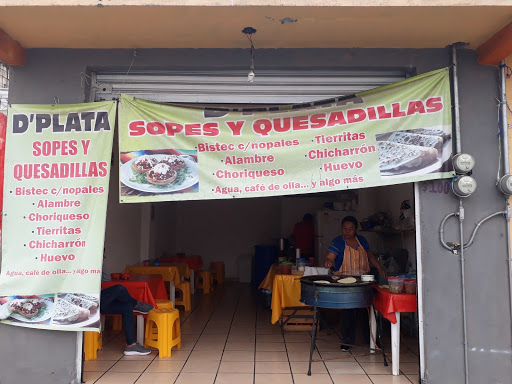 D'PLATA
SOPES Y
QUESADILLAS
·Bistec c/nopales
·Alambre
·Choriqueso
·Tierritas
·Chicharrón
·Huevo
Agua, café de olla... y algo más
D'PLATA
SOPES Y QUESADILLAS
·Bistec c/nopales
·Alambre
·Choriqueso
·Tierritas
·Chicharrón
·Huevo
Agua, café de olla... y algo más